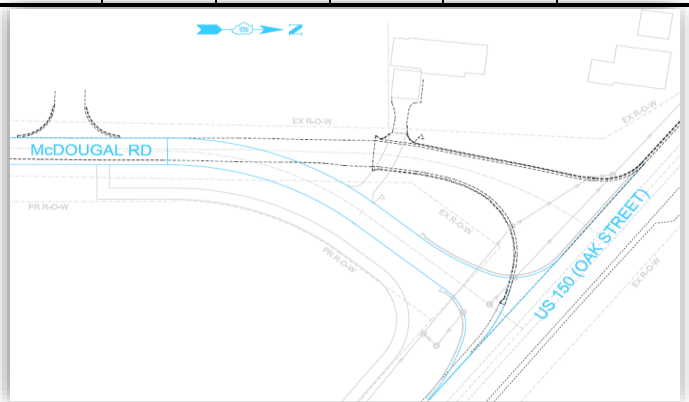 N
EX R-O-W
EX R-O-W
McDOUGAL RD
PR R-O-W
EX R-O-W
PR R-O-W
US 150 (OAK STREET)
EX R-O-W